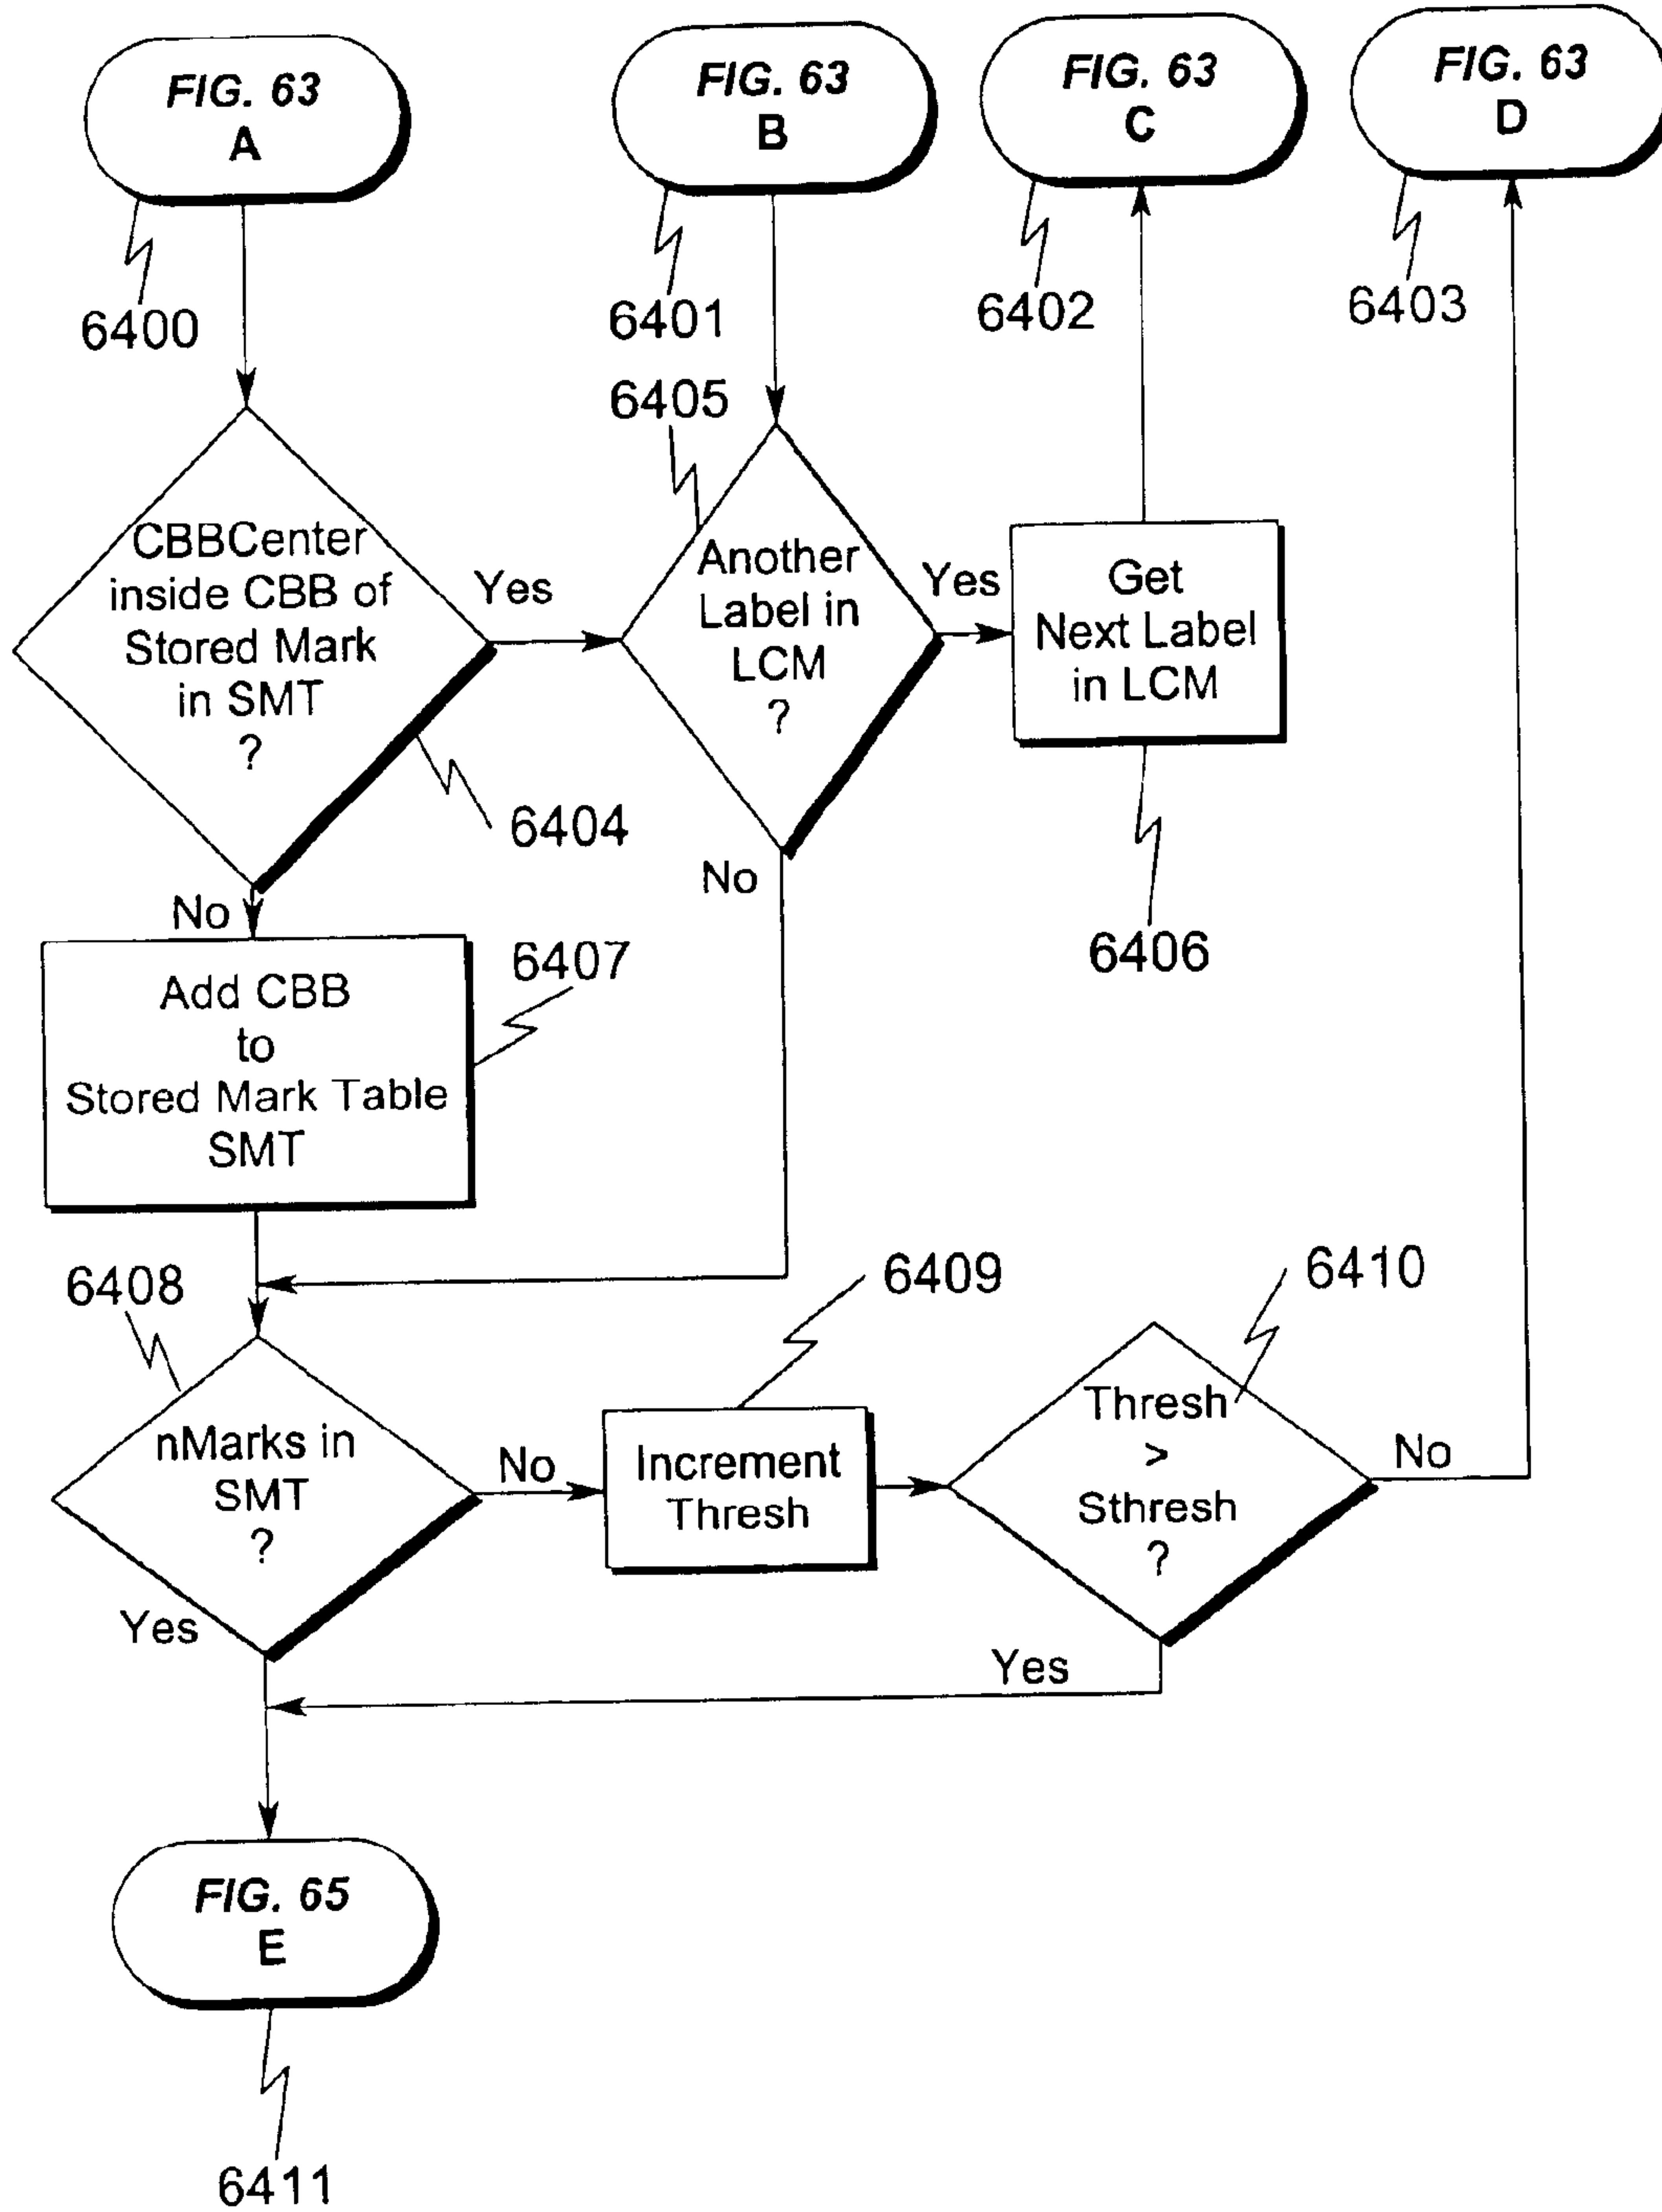 FIG. 63
A
FIG. 63
B
FIG. 63
C
FIG. 63
D
6400
6401
6402
6403
6405
CBBCenter
inside CBB of
Stored Mark
in SMT
?
Yes
Another
Label in
LCM
?
Yes
Get
Next Label
in LCM
6404
No
No
6406
Add CBB
to
Stored Mark Table
SMT
6407
6408
6409
6410
nMarks in
SMT
?
No
Increment
Thresh
Thresh
>
Sthresh
?
No
Yes
Yes
FIG. 65
E
6411